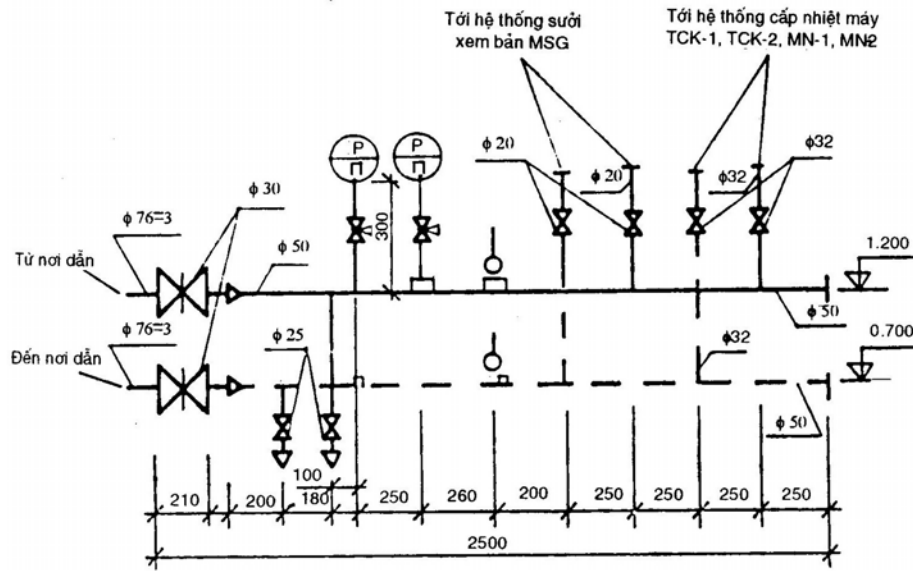 Tới hệ thống sưởi
xem bản MSG
Tới hệ thống cấp nhiệt máy
TCK-1, TCK-2, MN-1, MN-2
P
П
P
П
ϕ 20
ϕ 20
ϕ32
ϕ32
ϕ 30
ϕ 76=3
ϕ 50
300
Từ nơi dẫn
1.200
ϕ 50
ϕ 76=3
ϕ 25
ϕ32
0.700
Đến nơi dẫn
ϕ 50
100
210
200
180
250
260
200
250
250
250
250
2500